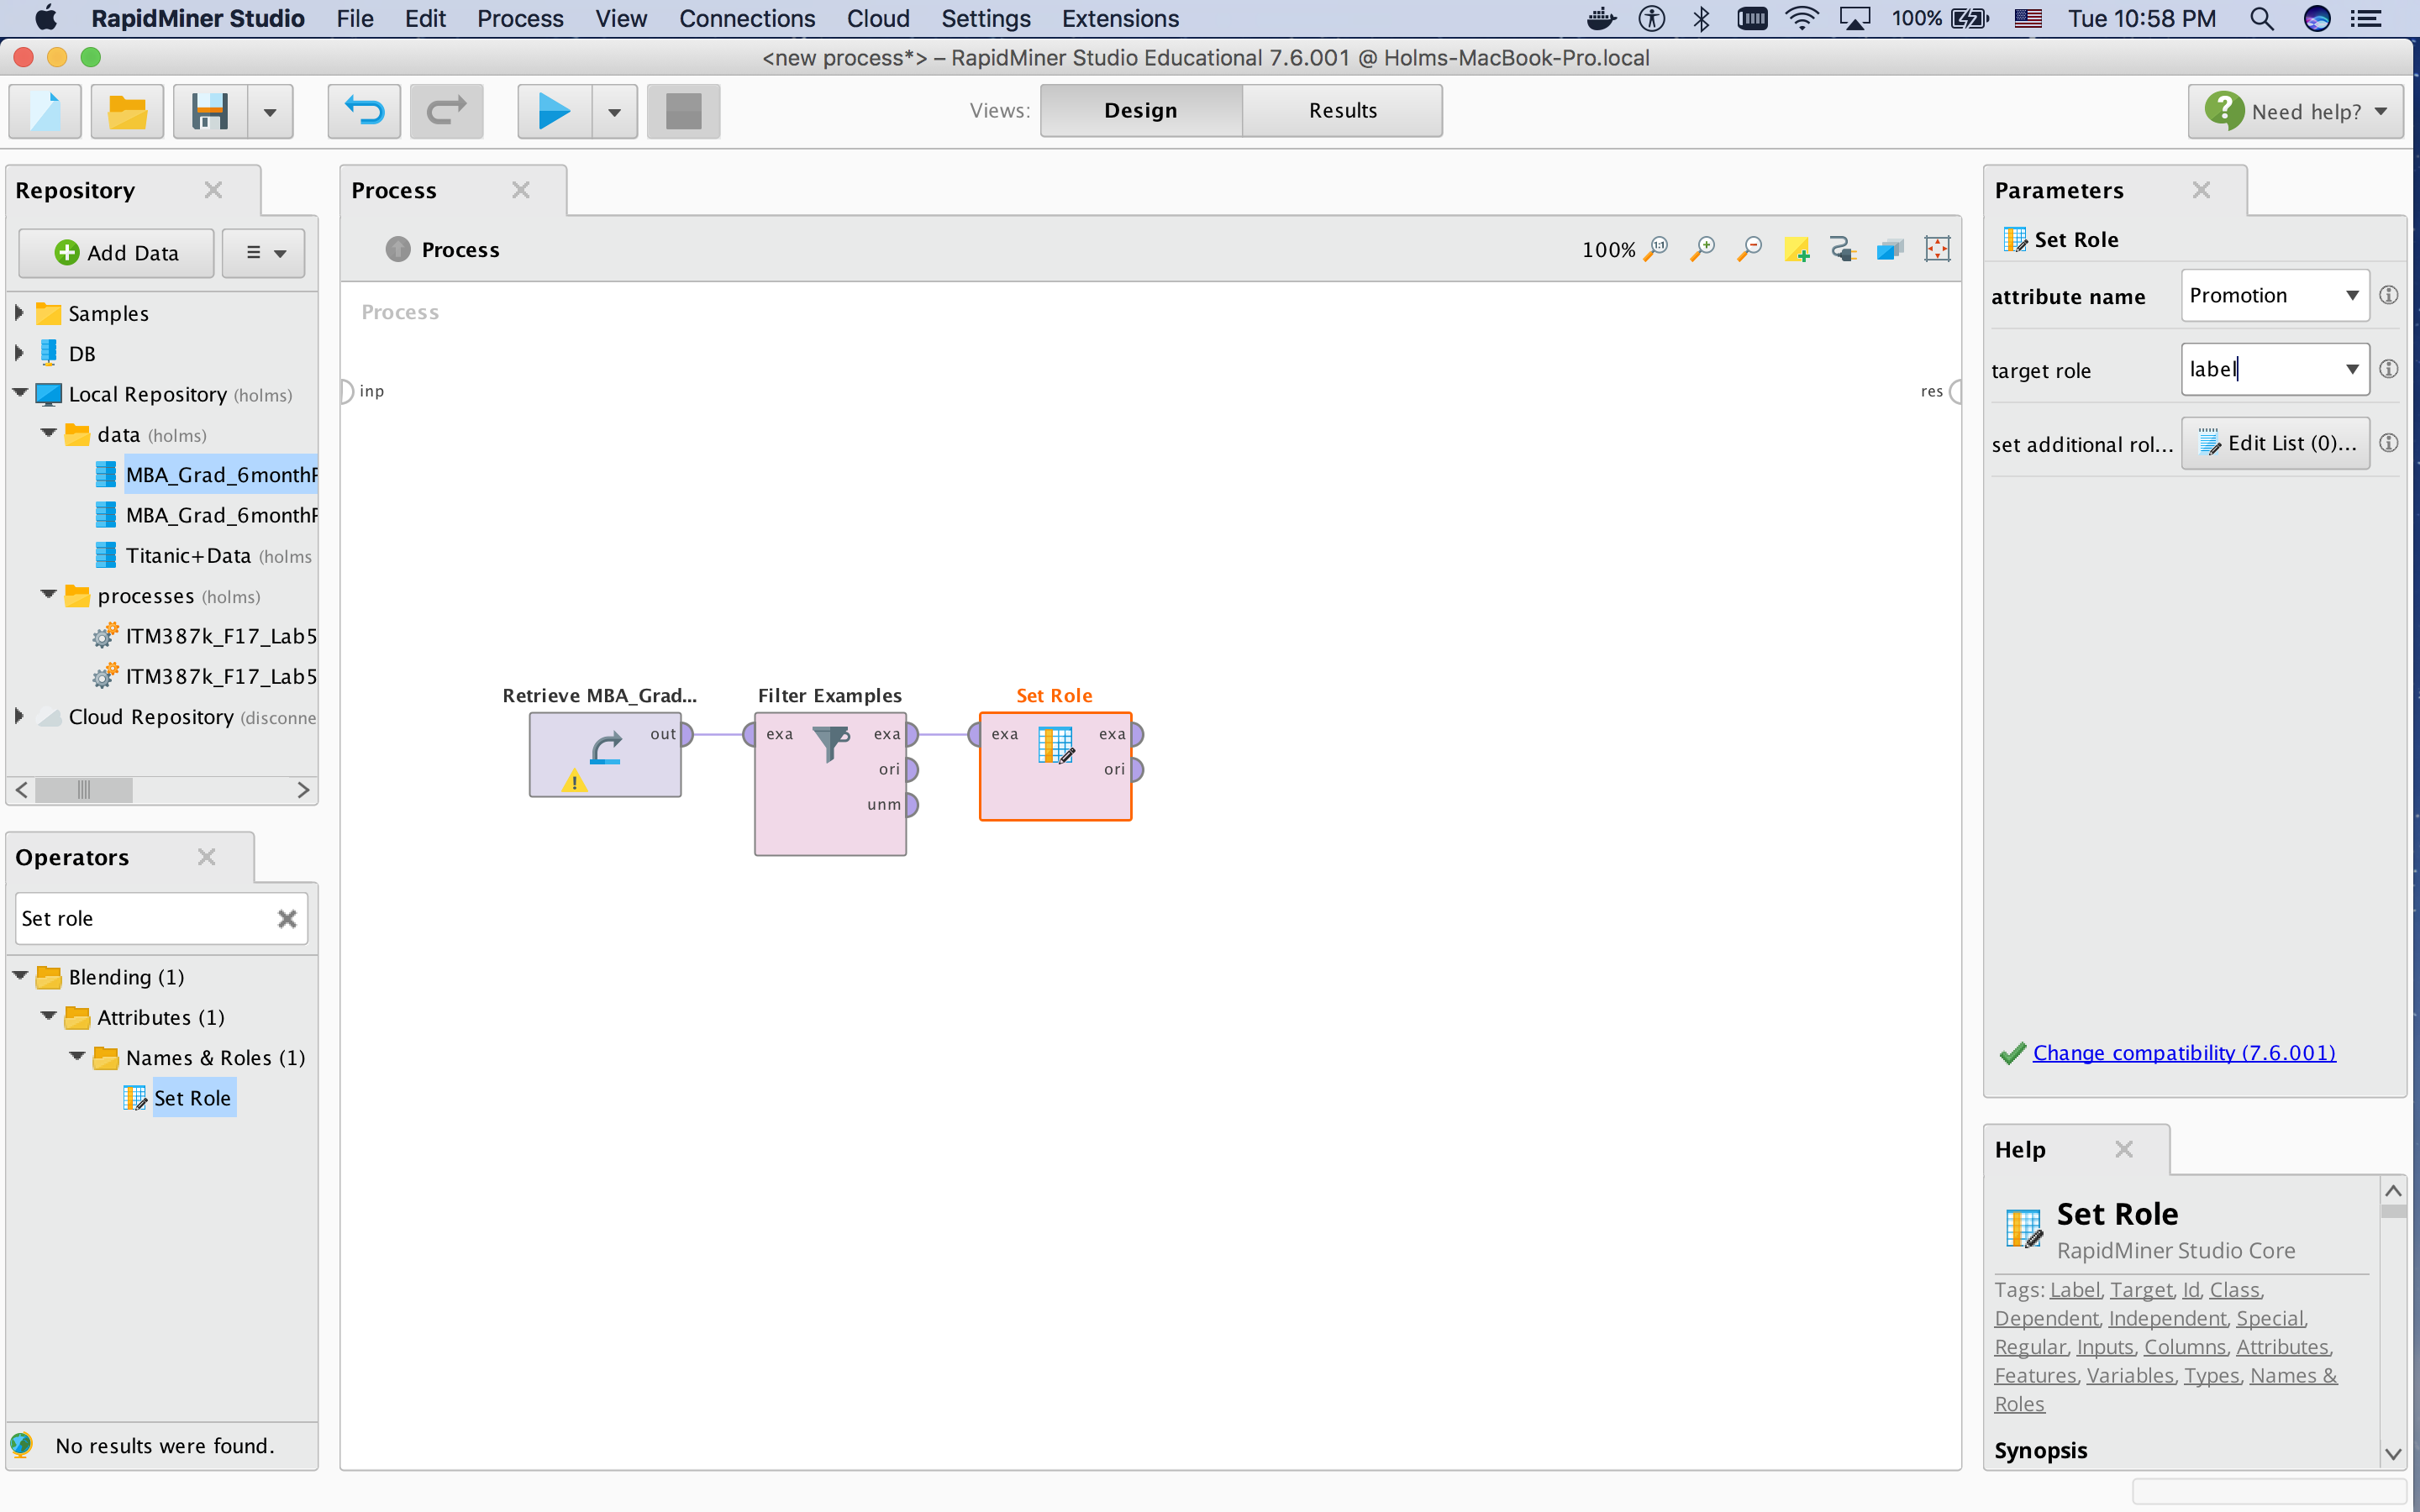 RapidMiner Studio File Edit Process View Connections Cloud Settings Extensions 100% Tue 10:58 PM
<new process*> – RapidMiner Studio Educational 7.6.001 @ Holms-MacBook-Pro.local
Views: Design Results Need help?
Repository
Add Data
Samples
DB
Local Repository (holms)
data (holms)
MBA_Grad_6month
MBA_Grad_6month
Titanic+Data (holms
processes (holms)
ITM387k_F17_Lab5
ITM387k_F17_Lab5
Cloud Repository (disconne
Operators
Set role
Blending (1)
Attributes (1)
Names & Roles (1)
Set Role
No results were found.
Process
Process
100% 1:1
Process
inp
res
Retrieve MBA_Grad...
out
Filter Examples
exa exa
ori
unm
Set Role
exa exa
ori
Parameters
Set Role
attribute name Promotion
target role label
set additional rol... Edit List (0)...
Change compatibility (7.6.001)
Help
Set Role
RapidMiner Studio Core
Tags: Label, Target, Id, Class,
Dependent, Independent, Special,
Regular, Inputs, Columns, Attributes,
Features, Variables, Types, Names &
Roles
Synopsis